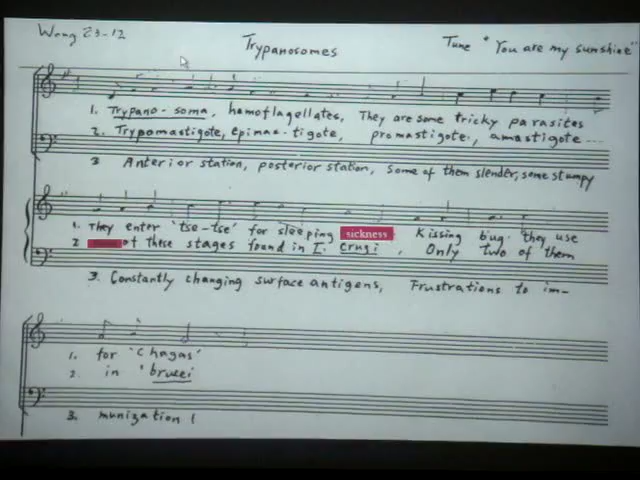 Wong 23-12
Trypanosomes
Tune "You are my sunshine"
1. Trypano-soma, hemoflagellates, They are some tricky parasites
2. Trypomastigote, epimas-tigote, promastigote, amastigote...
3 Anterior station, posterior station, some of them slender, some stumpy
1. They enter 'tse-tse' for sleeping sickness. Kissing bug they use
2 of these stages found in T. cruzi, Only two of them
3. Constantly changing surface antigens, Frustrations to im-
1. for 'Chagas'
2. in 'brucei
3. munization!